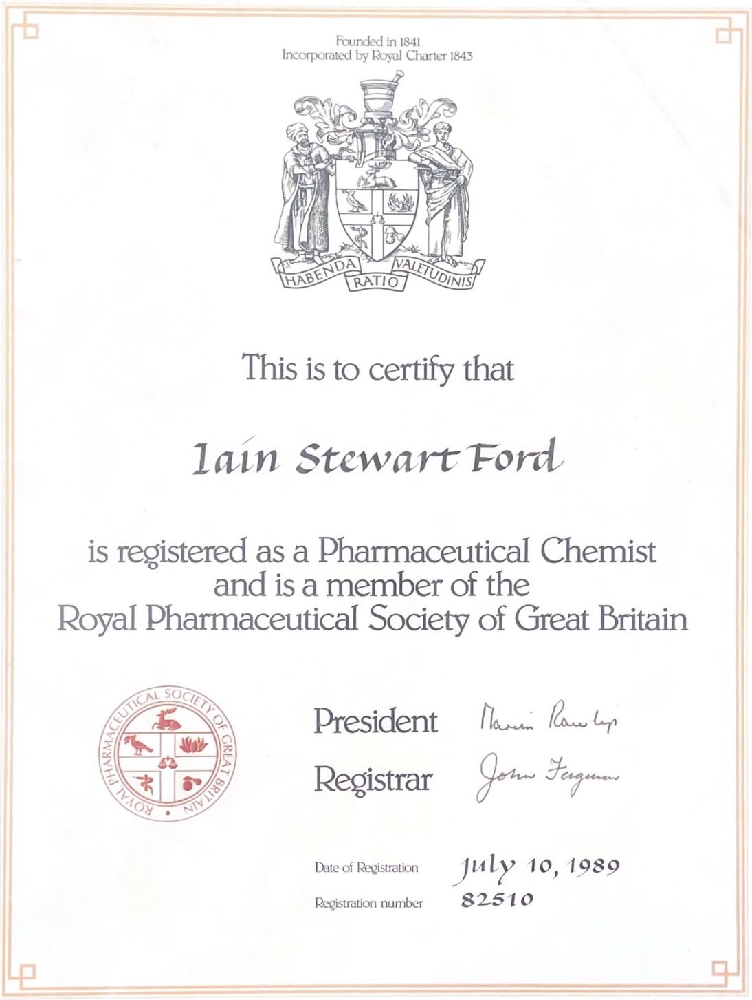 Founded in 1841
Incorporated by Royal Charter 1843
HABENDA RATIO VALETUDINIS
This is to certify that
Iain Stewart Ford
is registered as a Pharmaceutical Chemist
and is a member of the
Royal Pharmaceutical Society of Great Britain
ROYAL PHARMACEUTICAL SOCIETY OF GREAT BRITAIN
President
Registrar John Ferguson
Date of Registration July 10, 1989
Registration number 82510